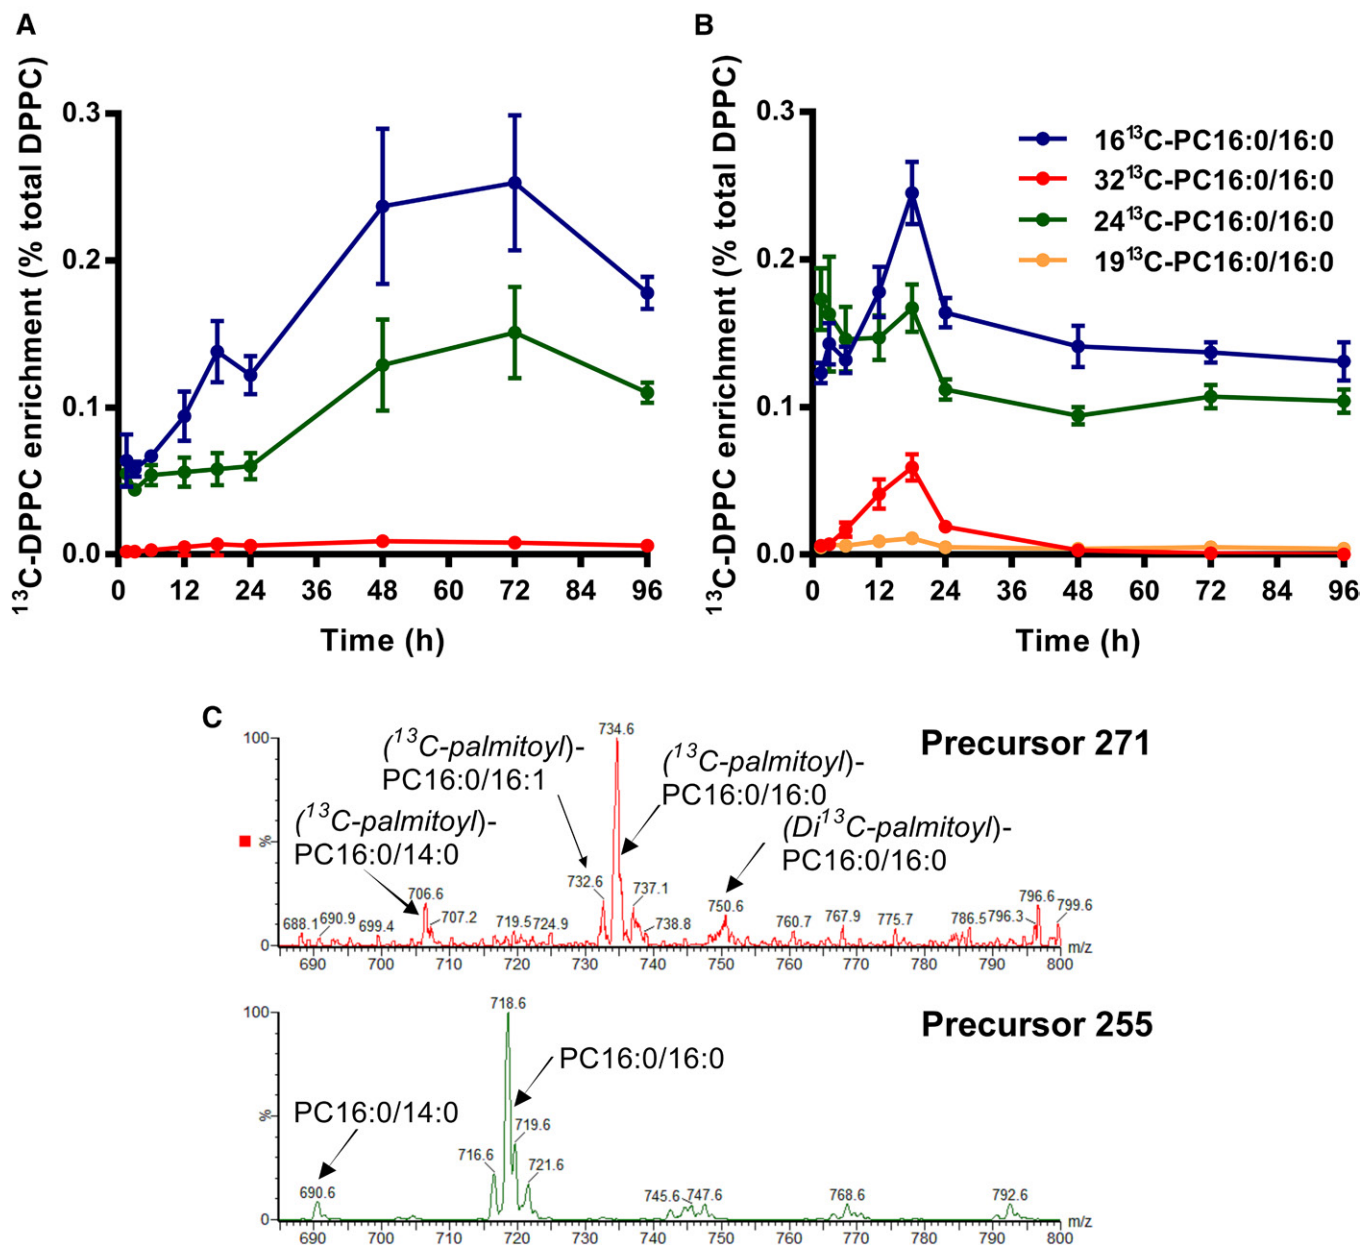 A
B
¹³C-DPPC enrichment (% total DPPC)
0.3
0.2
0.1
0.0
0 12 24 36 48 60 72 84 96
Time (h)
¹³C-DPPC enrichment (% total DPPC)
0.3
0.2
0.1
0.0
0 12 24 36 48 60 72 84 96
Time (h)
16¹³C-PC16:0/16:0
32¹³C-PC16:0/16:0
24¹³C-PC16:0/16:0
19¹³C-PC16:0/16:0
C
Precursor 271
100
%
0
(¹³C-palmitoyl)-
PC16:0/14:0
(¹³C-palmitoyl)-
PC16:0/16:1
(¹³C-palmitoyl)-
PC16:0/16:0
(Di¹³C-palmitoyl)-
PC16:0/16:0
688.1 690.9 699.4 706.6 707.2 719.5 724.9 732.6 734.6 737.1 738.8 750.6 760.7 767.9 775.7 786.5 796.3 796.6 799.6
690 700 710 720 730 740 750 760 770 780 790 800 m/z
Precursor 255
100
%
0
PC16:0/14:0
PC16:0/16:0
690.6 716.6 718.6 719.6 721.6 745.6 747.6 768.6 792.6
690 700 710 720 730 740 750 760 770 780 790 800 m/z